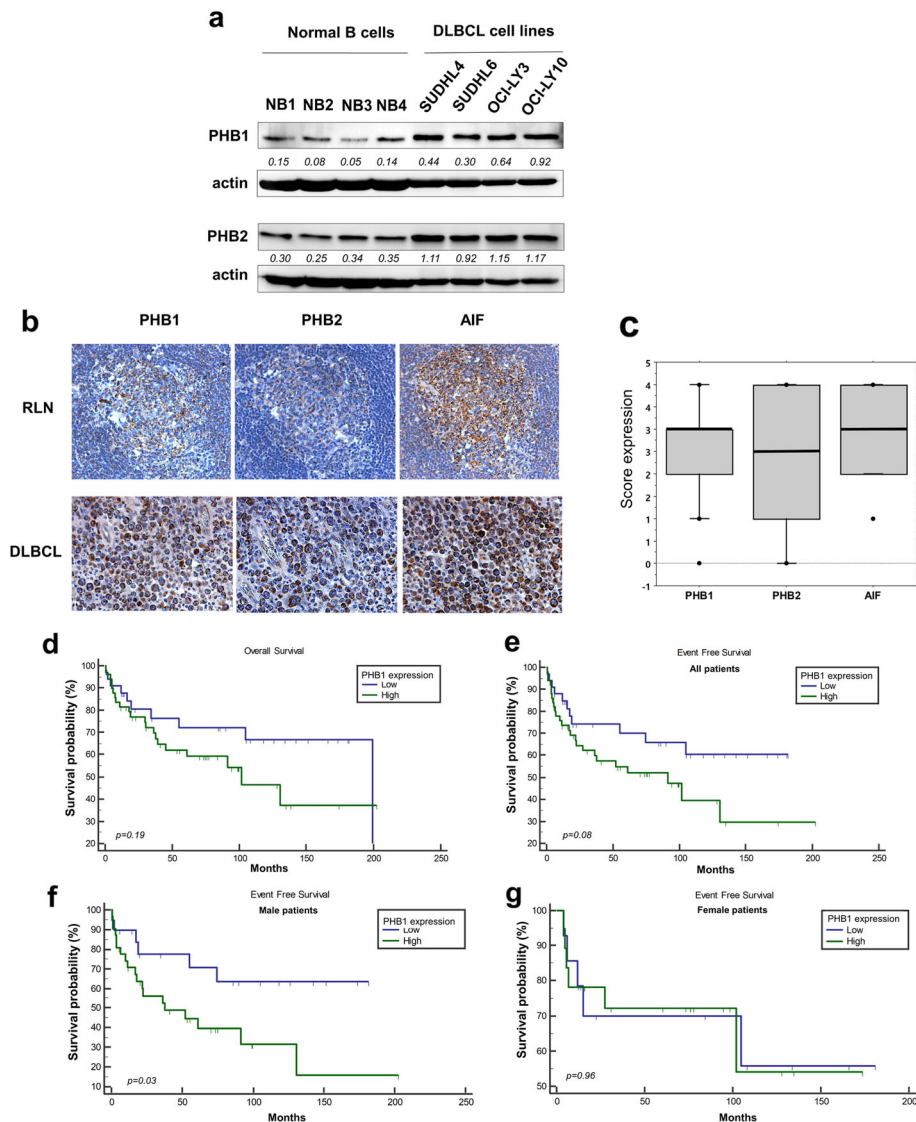 a
Normal B cells
DLBCL cell lines
NB1 NB2 NB3 NB4 SUDHL4 SUDHL6 OCI-LY3 OCI-LY10
PHB1
0.15 0.08 0.05 0.14 0.44 0.30 0.64 0.92
actin
PHB2
0.30 0.25 0.34 0.35 1.11 0.92 1.15 1.17
actin
b
PHB1 PHB2 AIF
RLN
DLBCL
c
Score expression
5
4
4
3
3
2
2
1
1
0
-1
PHB1 PHB2 AIF
d
Overall Survival
PHB1 expression
Low
High
Survival probability (%)
100
90
80
70
60
50
40
30
20
p=0.19
0 50 100 150 200 250
Months
e
Event Free Survival
All patients
PHB1 expression
Low
High
Survival probability (%)
100
90
80
70
60
50
40
30
20
p=0.08
0 50 100 150 200 250
Months
f
Event Free Survival
Male patients
PHB1 expression
Low
High
Survival probability (%)
100
90
80
70
60
50
40
30
20
10
p=0.03
0 50 100 150 200 250
Months
g
Event Free Survival
Female patients
PHB1 expression
Low
High
Survival probability (%)
100
90
80
70
60
50
p=0.96
0 50 100 150 200 250
Months